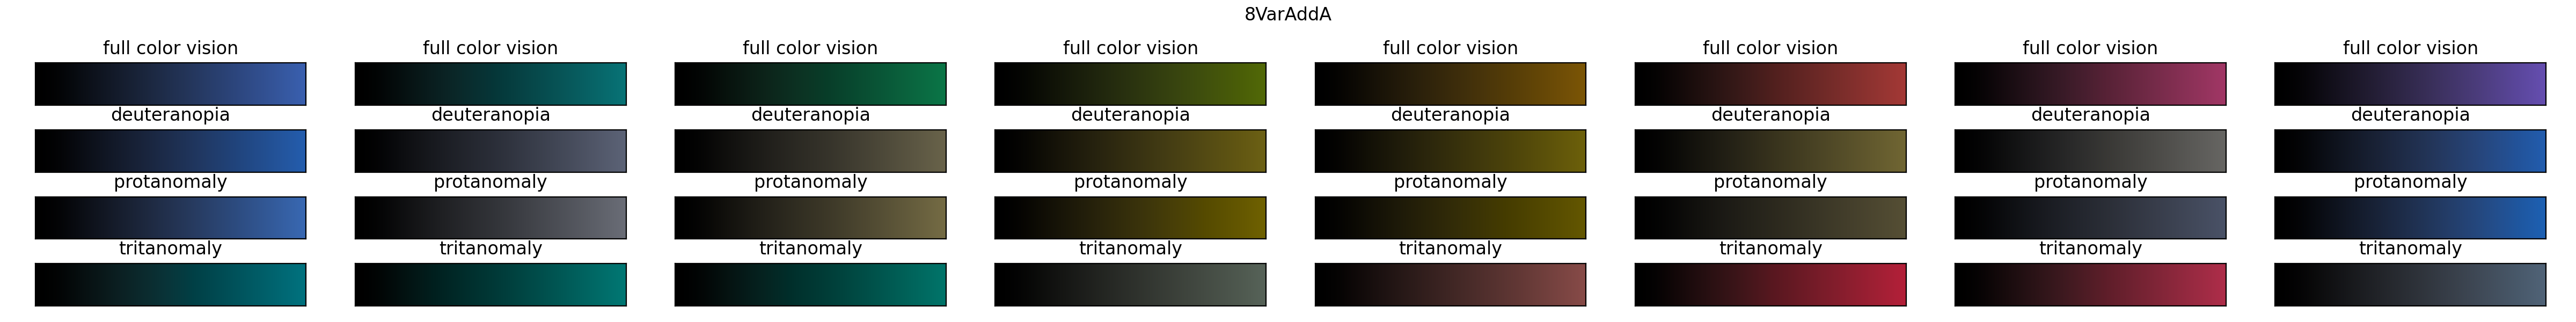 8VarAddA
full color vision full color vision full color vision full color vision full color vision full color vision full color vision full color vision
deuteranopia deuteranopia deuteranopia deuteranopia deuteranopia deuteranopia deuteranopia deuteranopia
protanomaly protanomaly protanomaly protanomaly protanomaly protanomaly protanomaly protanomaly
tritanomaly tritanomaly tritanomaly tritanomaly tritanomaly tritanomaly tritanomaly tritanomaly